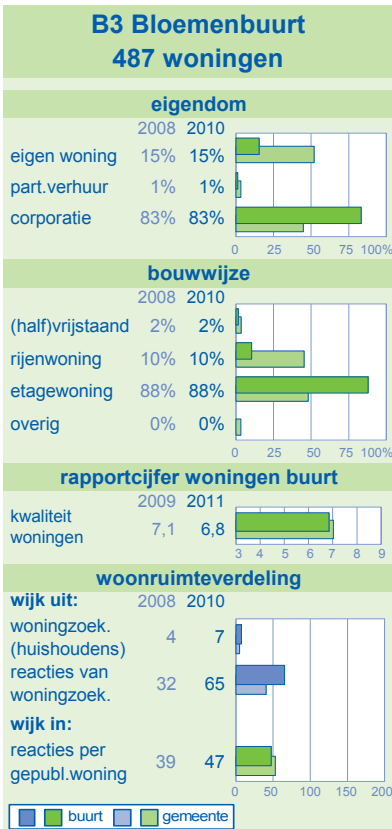 B3 Bloemenbuurt
487 woningen
eigendom
2008 2010
eigen woning 15% 15%
part.verhuur 1% 1%
corporatie 83% 83%
0 25 50 75 100%
bouwwijze
2008 2010
(half)vrijstaand 2% 2%
rijenwoning 10% 10%
etagewoning 88% 88%
overig 0% 0%
0 25 50 75 100%
rapportcijfer woningen buurt
2009 2011
kwaliteit
woningen 7,1 6,8
3 4 5 6 7 8 9
woonruimteverdeling
wijk uit: 2008 2010
woningzoek.
(huishoudens) 4 7
reacties van
woningzoek. 32 65
wijk in:
reacties per
gepubl.woning 39 47
0 50 100 150 200
buurt gemeente